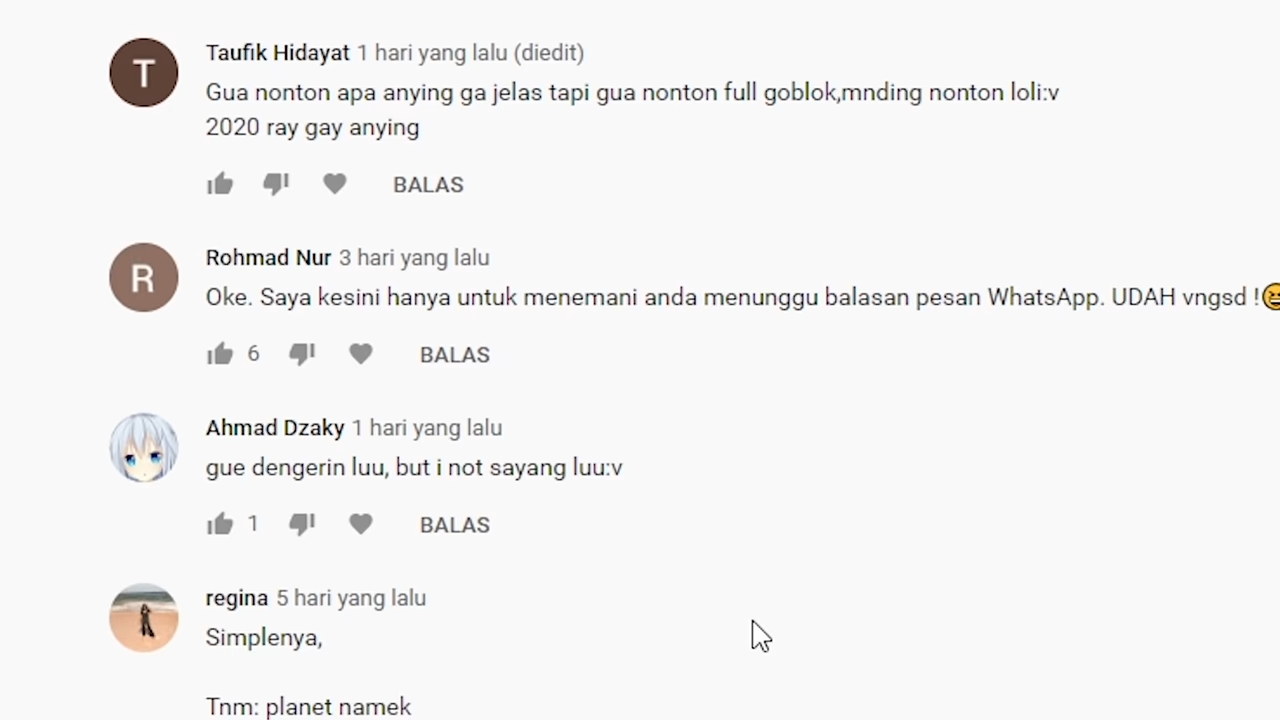 T
Taufik Hidayat 1 hari yang lalu (diedit)
Gua nonton apa anying ga jelas tapi gua nonton full goblok,mnding nonton loli:v
2020 ray gay anying
BALAS
R
Rohmad Nur 3 hari yang lalu
Oke. Saya kesini hanya untuk menemani anda menunggu balasan pesan WhatsApp. UDAH vngsd !
6 BALAS
Ahmad Dzaky 1 hari yang lalu
gue dengerin luu, but i not sayang luu:v
1 BALAS
regina 5 hari yang lalu
Simplenya,
Tnm: planet namek